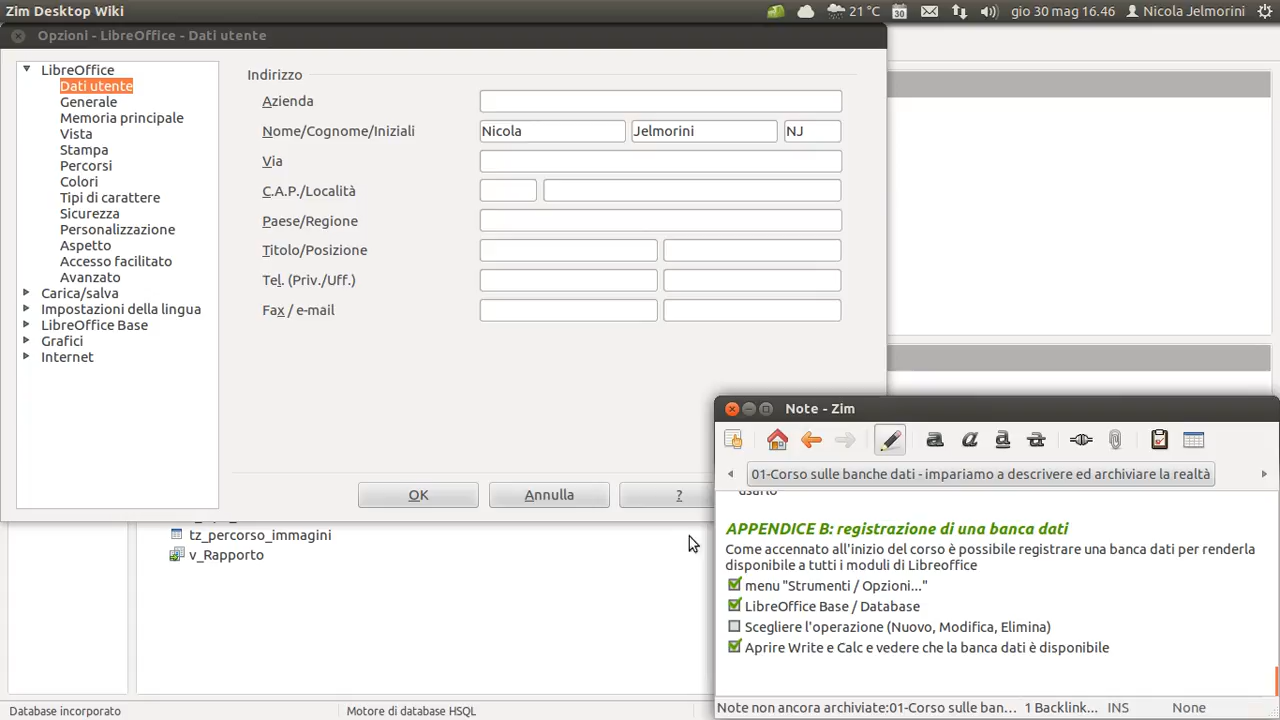 Zim Desktop Wiki
21 °C
gio 30 mag 16.46
Nicola Jelmorini
Opzioni - LibreOffice - Dati utente
LibreOffice
Dati utente
Generale
Memoria principale
Vista
Stampa
Percorsi
Colori
Tipi di carattere
Sicurezza
Personalizzazione
Aspetto
Accesso facilitato
Avanzato
Carica/salva
Impostazioni della lingua
LibreOffice Base
Grafici
Internet
Indirizzo
Azienda
Nome/Cognome/Iniziali Nicola Jelmorini NJ
Via
C.A.P./Località
Paese/Regione
Titolo/Posizione
Tel. (Priv./Uff.)
Fax / e-mail
OK Annulla ?
tz_percorso_immagini
v_Rapporto
Database incorporato Motore di database HSQL
Note - Zim
01-Corso sulle banche dati - impariamo a descrivere ed archiviare la realtà
usarlo
APPENDICE B: registrazione di una banca dati
Come accennato all'inizio del corso è possibile registrare una banca dati per renderla
disponibile a tutti i moduli di Libreoffice
menu "Strumenti / Opzioni..."
LibreOffice Base / Database
Scegliere l'operazione (Nuovo, Modifica, Elimina)
Aprire Write e Calc e vedere che la banca dati è disponibile
Note non ancora archiviate:01-Corso sulle ban... 1 Backlink... INS None